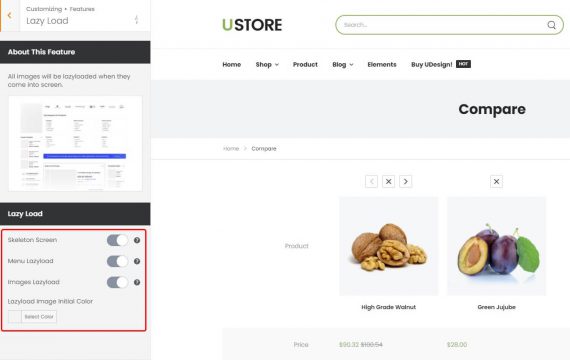 Customizing • Features
Lazy Load
About This Feature
All images will be lazyloaded when they
come into screen.
Lazy Load
Skeleton Screen
Menu Lazyload
Images Lazyload
Lazyload Image Initial Color
Select Color
USTORE
Search...
Home Shop Product Blog Elements Buy UDesign! HOT
Compare
Home > Compare
Product
High Grade Walnut Green Jujube
Price $90.32 $100.54 $28.00